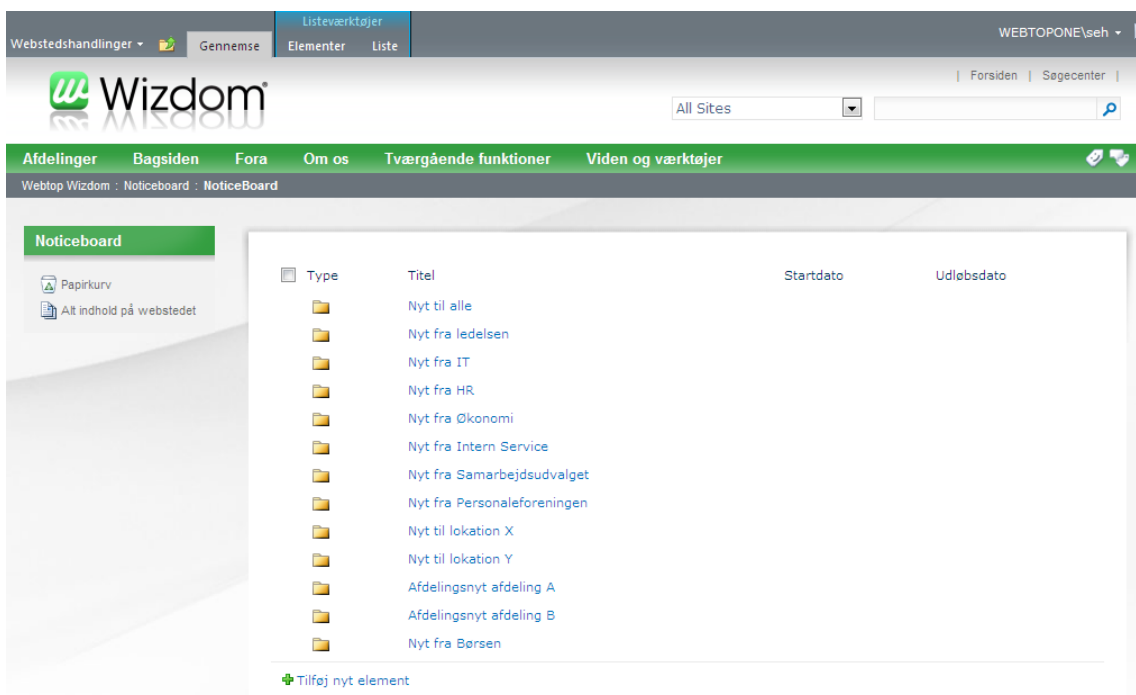 Listeværktøjer
Webstedshandlinger Gennemse Elementer Liste WEBTOPONE\seh
Wizdom
| Forsiden | Søgecenter |
All Sites
Afdelinger Bagsiden Fora Om os Tværgående funktioner Viden og værktøjer
Webtop Wizdom : Noticeboard : NoticeBoard
Noticeboard
Papirkurv
Alt indhold på webstedet
Type Titel Startdato Udløbsdato
Nyt til alle
Nyt fra ledelsen
Nyt fra IT
Nyt fra HR
Nyt fra Økonomi
Nyt fra Intern Service
Nyt fra Samarbejdsudvalget
Nyt fra Personaleforeningen
Nyt til lokation X
Nyt til lokation Y
Afdelingsnyt afdeling A
Afdelingsnyt afdeling B
Nyt fra Børsen
Tilføj nyt element